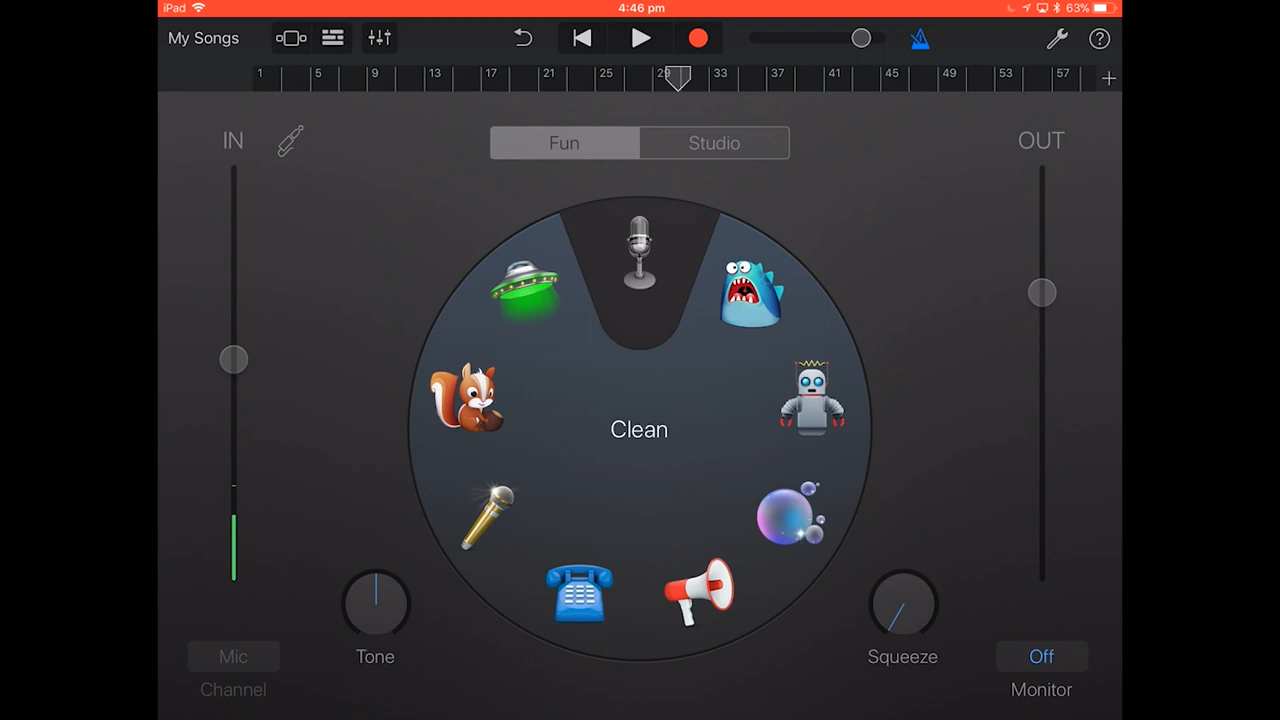 iPad 4:46 pm 63%
My Songs
1 5 9 13 17 21 25 29 33 37 41 45 49 53 57
IN Fun Studio OUT
Clean
Tone Squeeze
Mic Off
Channel Monitor